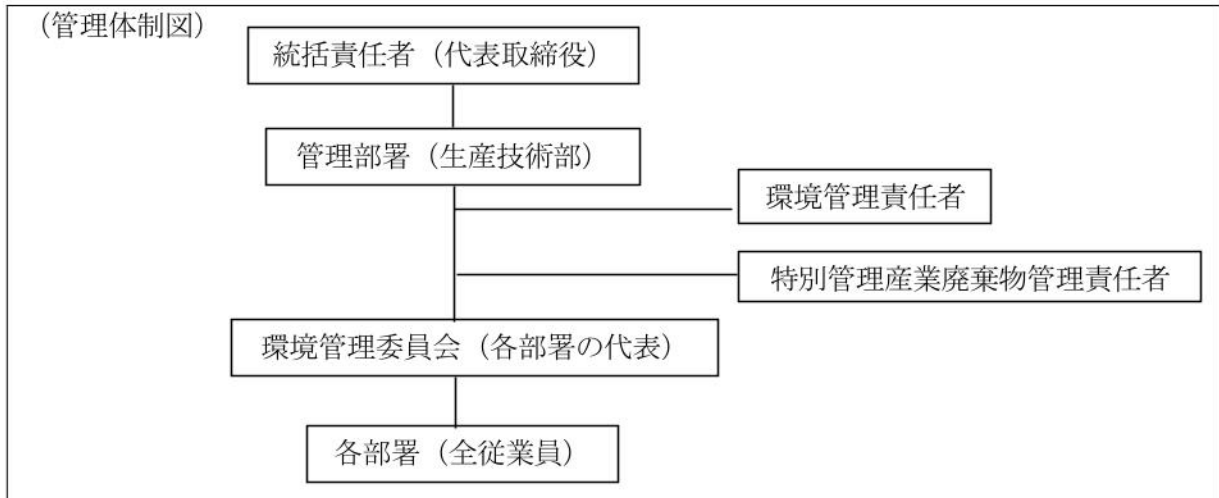 （管理体制図）
統括責任者（代表取締役）
管理部署（生産技術部）
環境管理責任者
特別管理産業廃棄物管理責任者
環境管理委員会（各部署の代表）
各部署（全従業員）